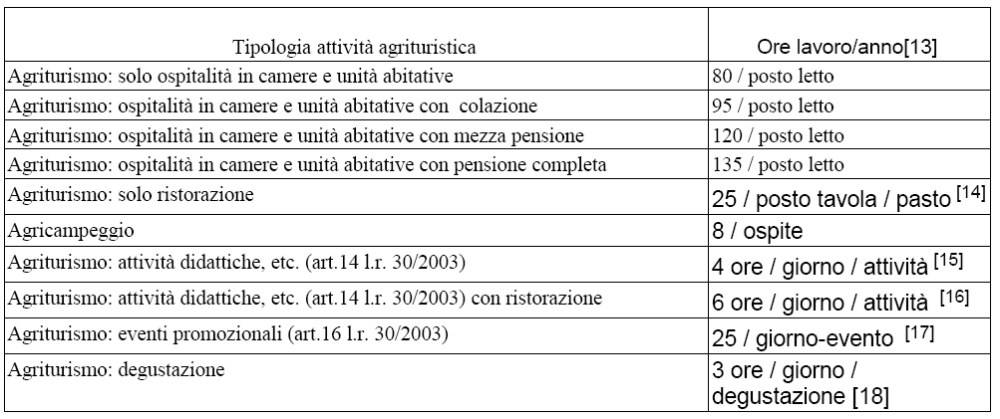 Tipologia attività agrituristica Ore lavoro/anno[13]
Agriturismo: solo ospitalità in camere e unità abitative 80 / posto letto
Agriturismo: ospitalità in camere e unità abitative con colazione 95 / posto letto
Agriturismo: ospitalità in camere e unità abitative con mezza pensione 120 / posto letto
Agriturismo: ospitalità in camere e unità abitative con pensione completa 135 / posto letto
Agriturismo: solo ristorazione 25 / posto tavola / pasto [14]
Agricampeggio 8 / ospite
Agriturismo: attività didattiche, etc. (art.14 l.r. 30/2003) 4 ore / giorno / attività [15]
Agriturismo: attività didattiche, etc. (art.14 l.r. 30/2003) con ristorazione 6 ore / giorno / attività [16]
Agriturismo: eventi promozionali (art.16 l.r. 30/2003) 25 / giorno-evento [17]
Agriturismo: degustazione 3 ore / giorno /
degustazione [18]